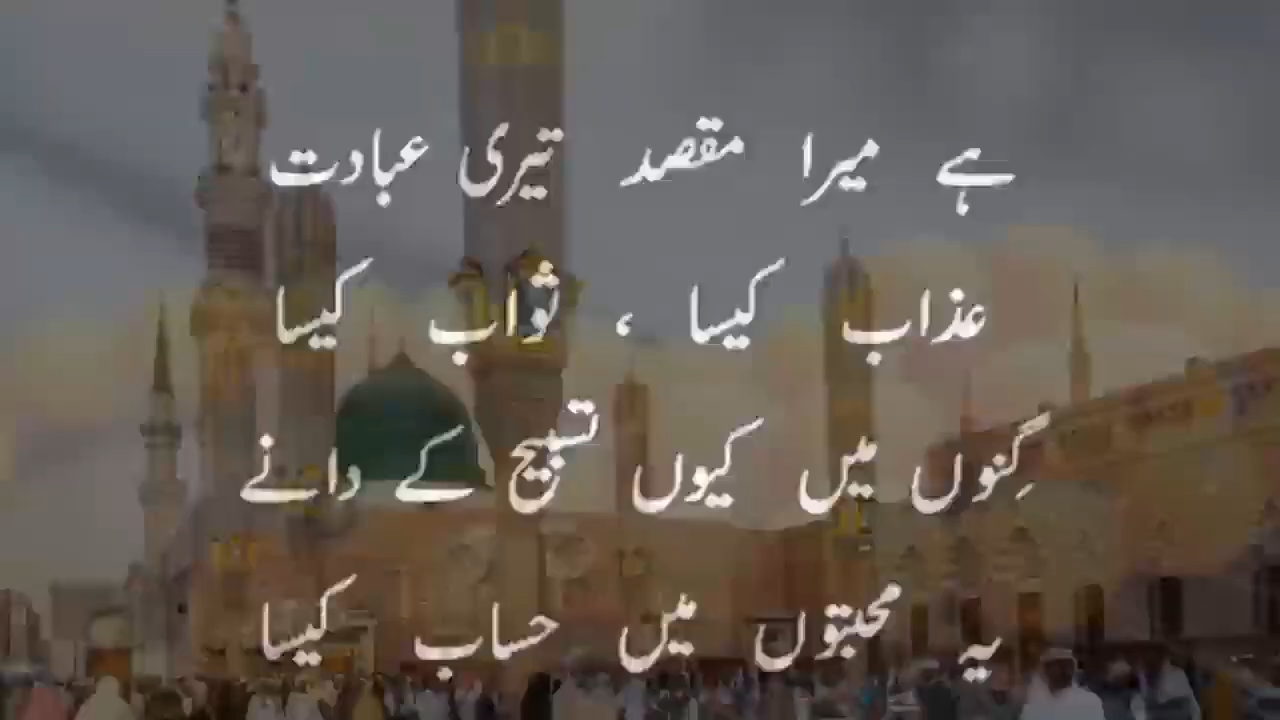 ہے میرا مقصد تیری عبادت
عذاب کیسا ، ثواب کیسا
گِنوں میں کیوں تسبیح کے دانے
یہ محبتوں میں حساب کیسا